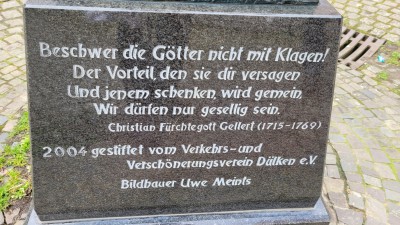 Beschwer die Götter nicht mit Klagen!
Der Vorteil, den sie dir versagen
Und jenem schenken, wird gemein,
Wir dürfen nur gesellig sein.
Christian Fürchtegott Gellert (1715-1769)
2004 gestiftet vom Verkehrs- und
Verschönerungsverein Dülken e.V.
Bildhauer Uwe Meints